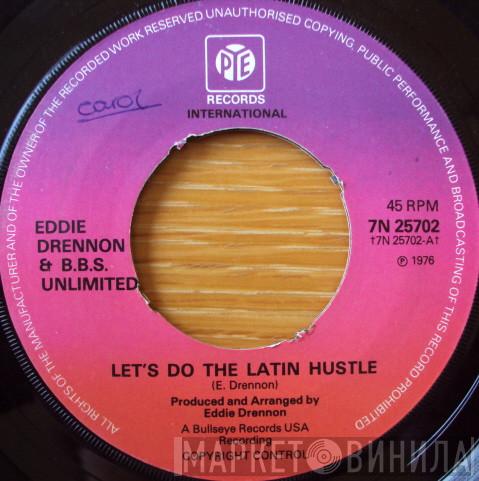 ALL RIGHTS OF THE MANUFACTURER AND OF THE OWNER OF THE RECORDED WORK RESERVED UNAUTHORISED COPYING, PUBLIC PERFORMANCE AND BROADCASTING OF THIS RECORD PROHIBITED
PYE
RECORDS
INTERNATIONAL
carol
45 RPM
7N 25702
†7N 25702-A†
℗ 1976
EDDIE
DRENNON
& B.B.S.
UNLIMITED
LET'S DO THE LATIN HUSTLE
(E. Drennon)
Produced and Arranged by
Eddie Drennon
A Bullseye Records USA
Recording
COPYRIGHT CONTROL
МАРКЕТ ВИНИЛА